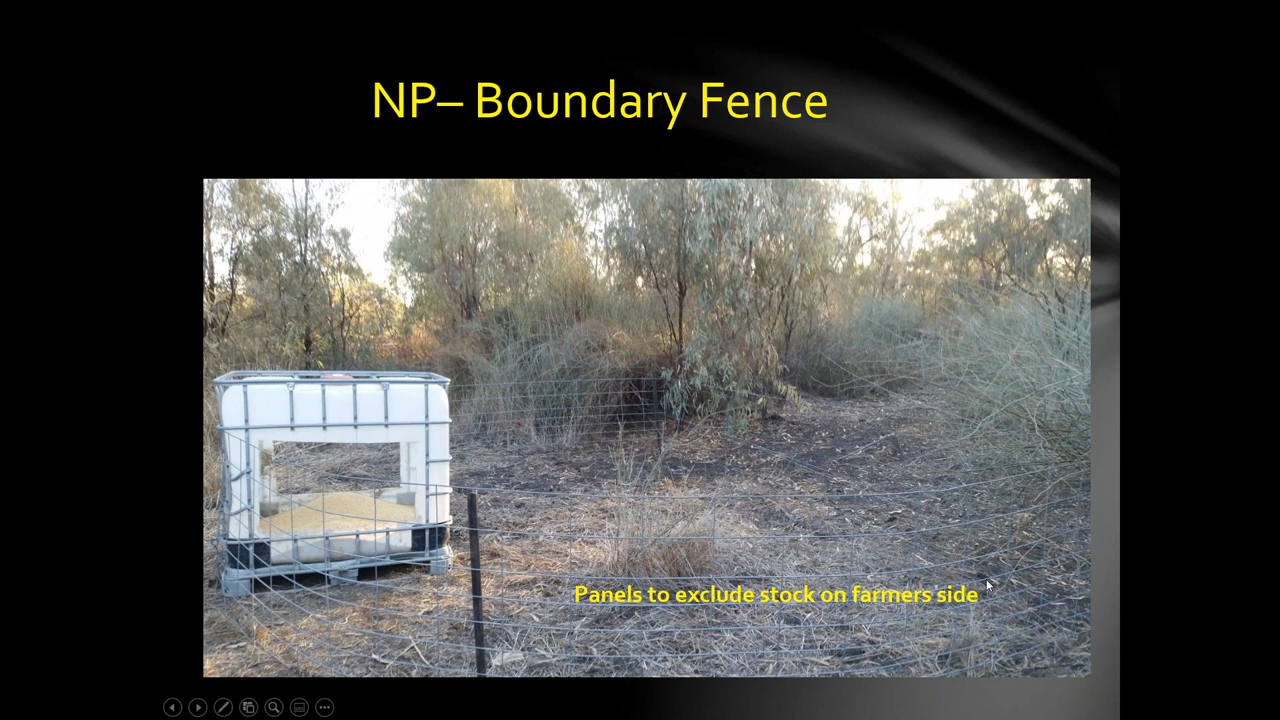 NP– Boundary Fence
Panels to exclude stock on farmers side